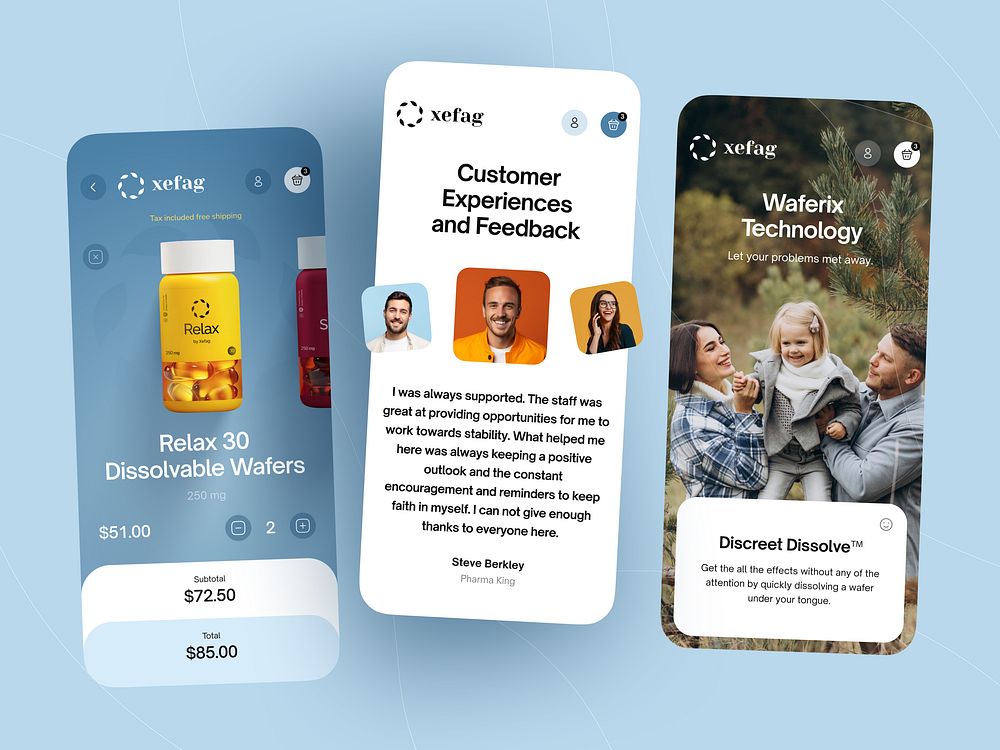 xefag
3
Tax included free shipping
Relax
by Xefag
250 mg
S
250 mg
Relax 30
Dissolvable Wafers
250 mg
$51.00
2
Subtotal
$72.50
Total
$85.00
xefag
3
Customer
Experiences
and Feedback
I was always supported. The staff was
great at providing opportunities for me to
work towards stability. What helped me
here was always keeping a positive
outlook and the constant
encouragement and reminders to keep
faith in myself. I can not give enough
thanks to everyone here.
Steve Berkley
Pharma King
xefag
3
Waferix
Technology
Let your problems met away.
Discreet Dissolve™
Get the all the effects without any of the
attention by quickly dissolving a wafer
under your tongue.